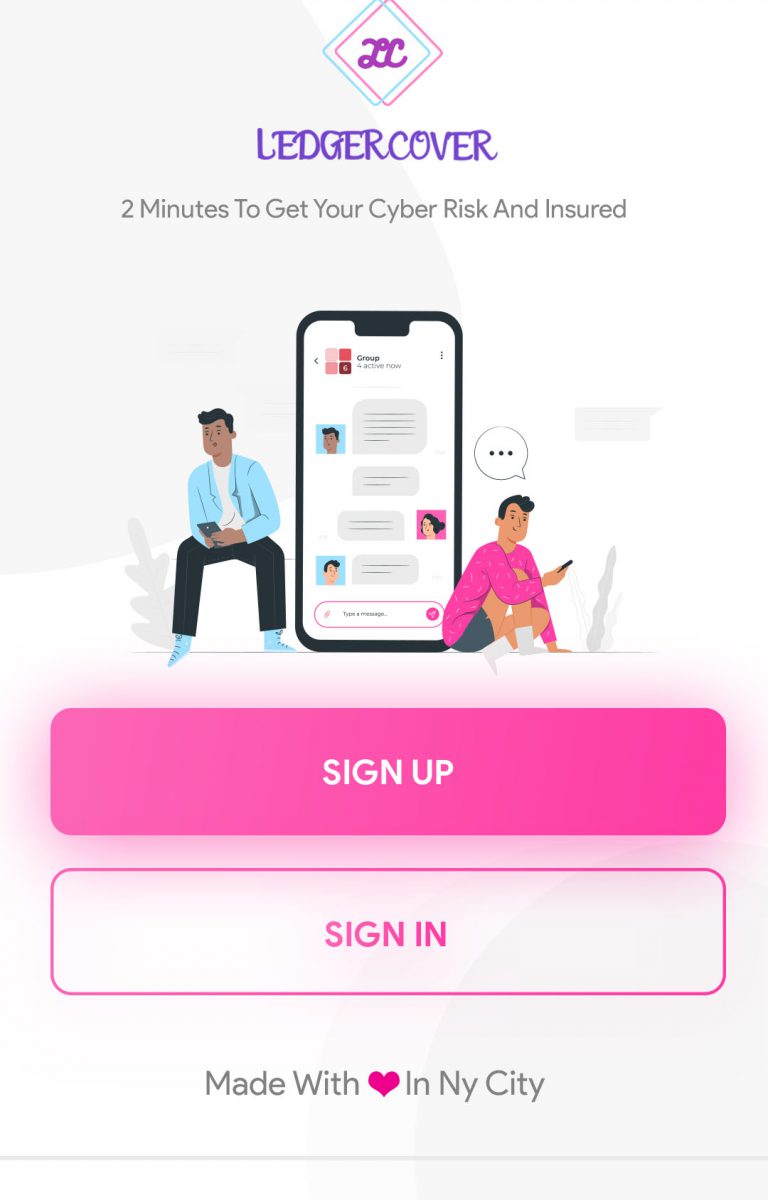 LC
LEDGERCOVER
2 Minutes To Get Your Cyber Risk And Insured
Group
4 active now
6
Type a message...
SIGN UP
SIGN IN
Made With ❤ In Ny City